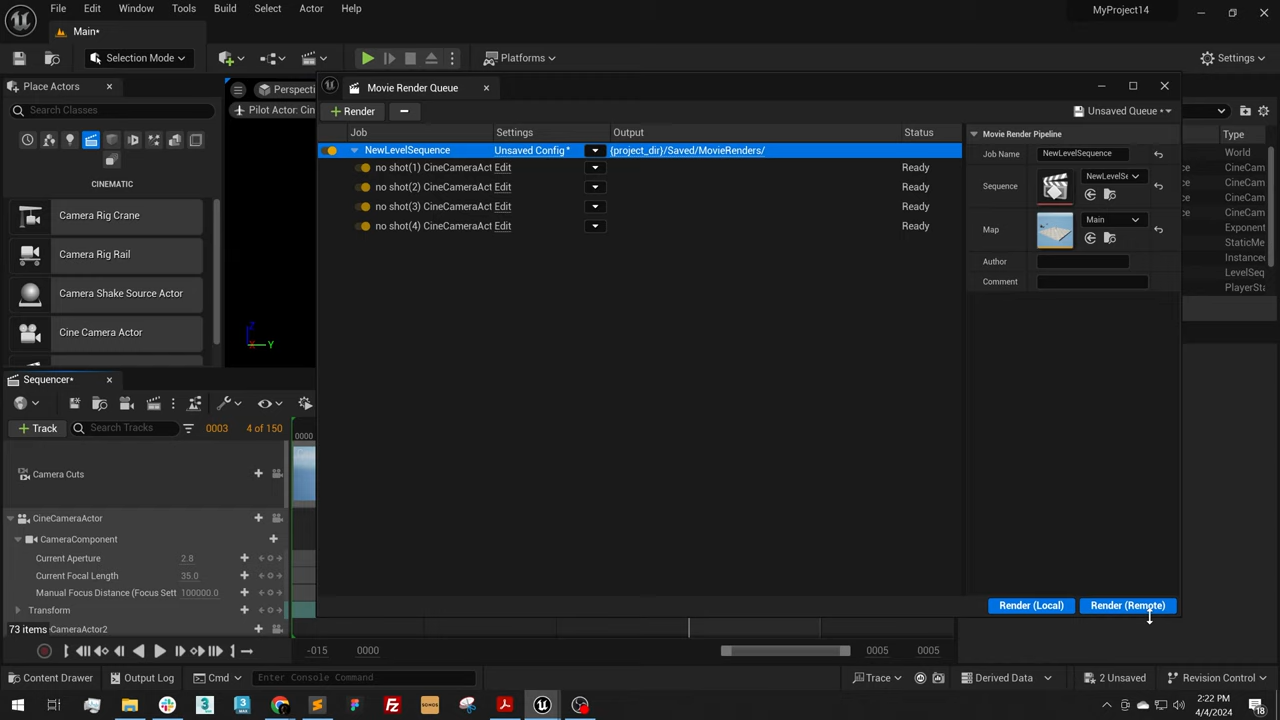 File Edit Window Tools Build Select Actor Help MyProject14
Main*
Selection Mode Platforms Settings
Place Actors Perspecti Movie Render Queue
Search Classes Pilot Actor: Cin + Render Unsaved Queue *
Job Settings Output Status Movie Render Pipeline Type
NewLevelSequence Unsaved Config* {project_dir}/Saved/MovieRenders/ Job Name NewLevelSequence World
no shot(1) CineCameraAct Edit Ready CineCame
no shot(2) CineCameraAct Edit Ready Sequence NewLevelSe CineCame
CINEMATIC
no shot(3) CineCameraAct Edit Ready
no shot(4) CineCameraAct Edit Ready Map Main Exponent
StaticMe
Author Instanced
Comment LevelSeq
PlayerSta
Camera Rig Crane
Camera Rig Rail
Camera Shake Source Actor
Cine Camera Actor
Z
X Y
Sequencer*
+ Track Search Tracks 0003 4 of 150 0000
Camera Cuts
CineCameraActor
CameraComponent
Current Aperture 2.8
Current Focal Length 35.0
Manual Focus Distance (Focus Sett 100000.0
Transform
Render (Local) Render (Remote)
73 items CameraActor2
-015 0000 0005 0005
Content Drawer Output Log Cmd Enter Console Command Trace Derived Data 2 Unsaved Revision Control
SONOS
2:22 PM
4/4/2024
18